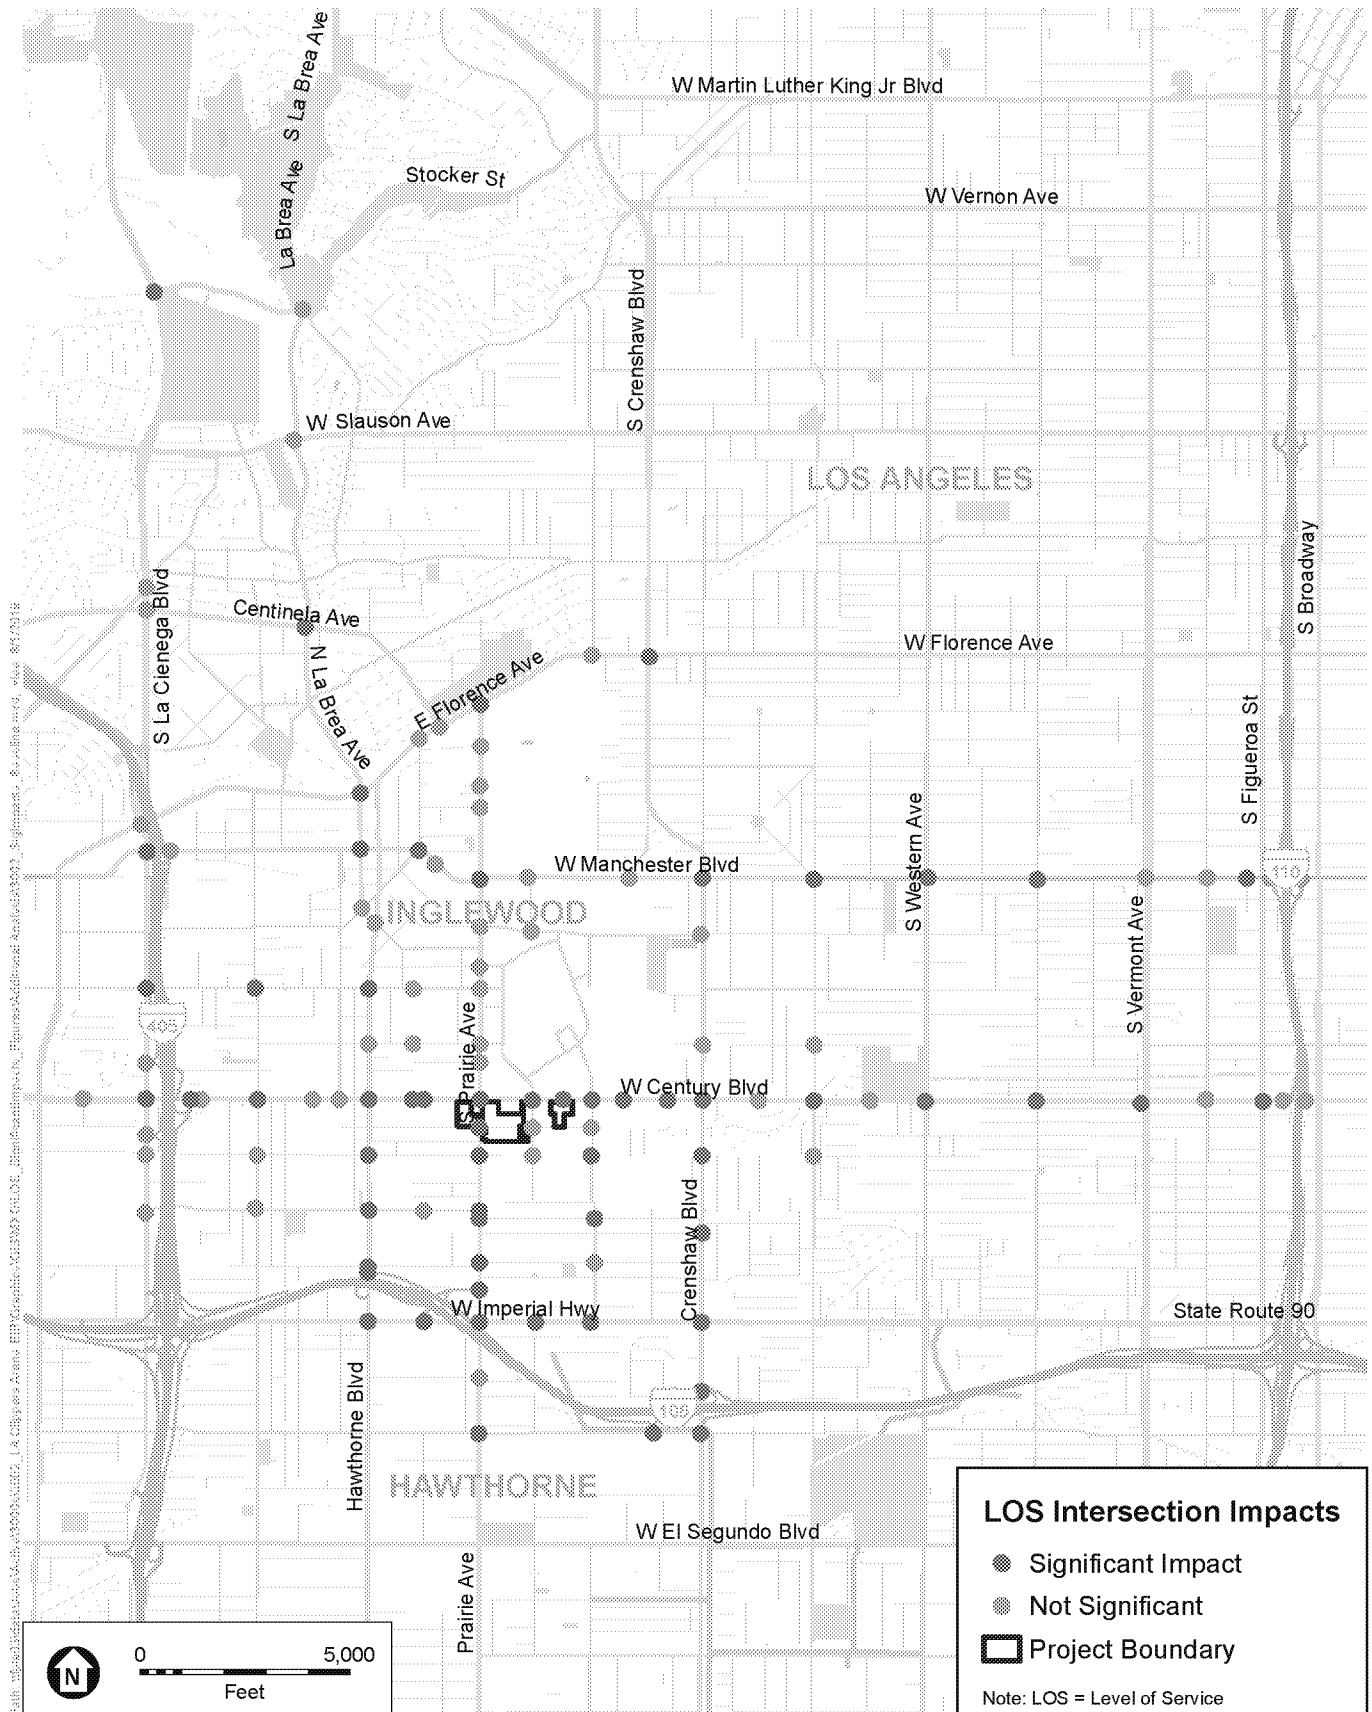 S La Brea Ave
W Martin Luther King Jr Blvd
La Brea Ave
Stocker St
W Vernon Ave
S Crenshaw Blvd
W Slauson Ave
LOS ANGELES
S Broadway
S La Cienega Blvd
Centinela Ave
N La Brea Ave
E Florence Ave
W Florence Ave
S Figueroa St
S Western Ave
W Manchester Blvd
110
INGLEWOOD
S Vermont Ave
405
S Prairie Ave
W Century Blvd
Crenshaw Blvd
W Imperial Hwy
State Route 90
Hawthorne Blvd
105
HAWTHORNE
W El Segundo Blvd
Prairie Ave
LOS Intersection Impacts
Significant Impact
Not Significant
Project Boundary
Note: LOS = Level of Service
N
0 5,000
Feet